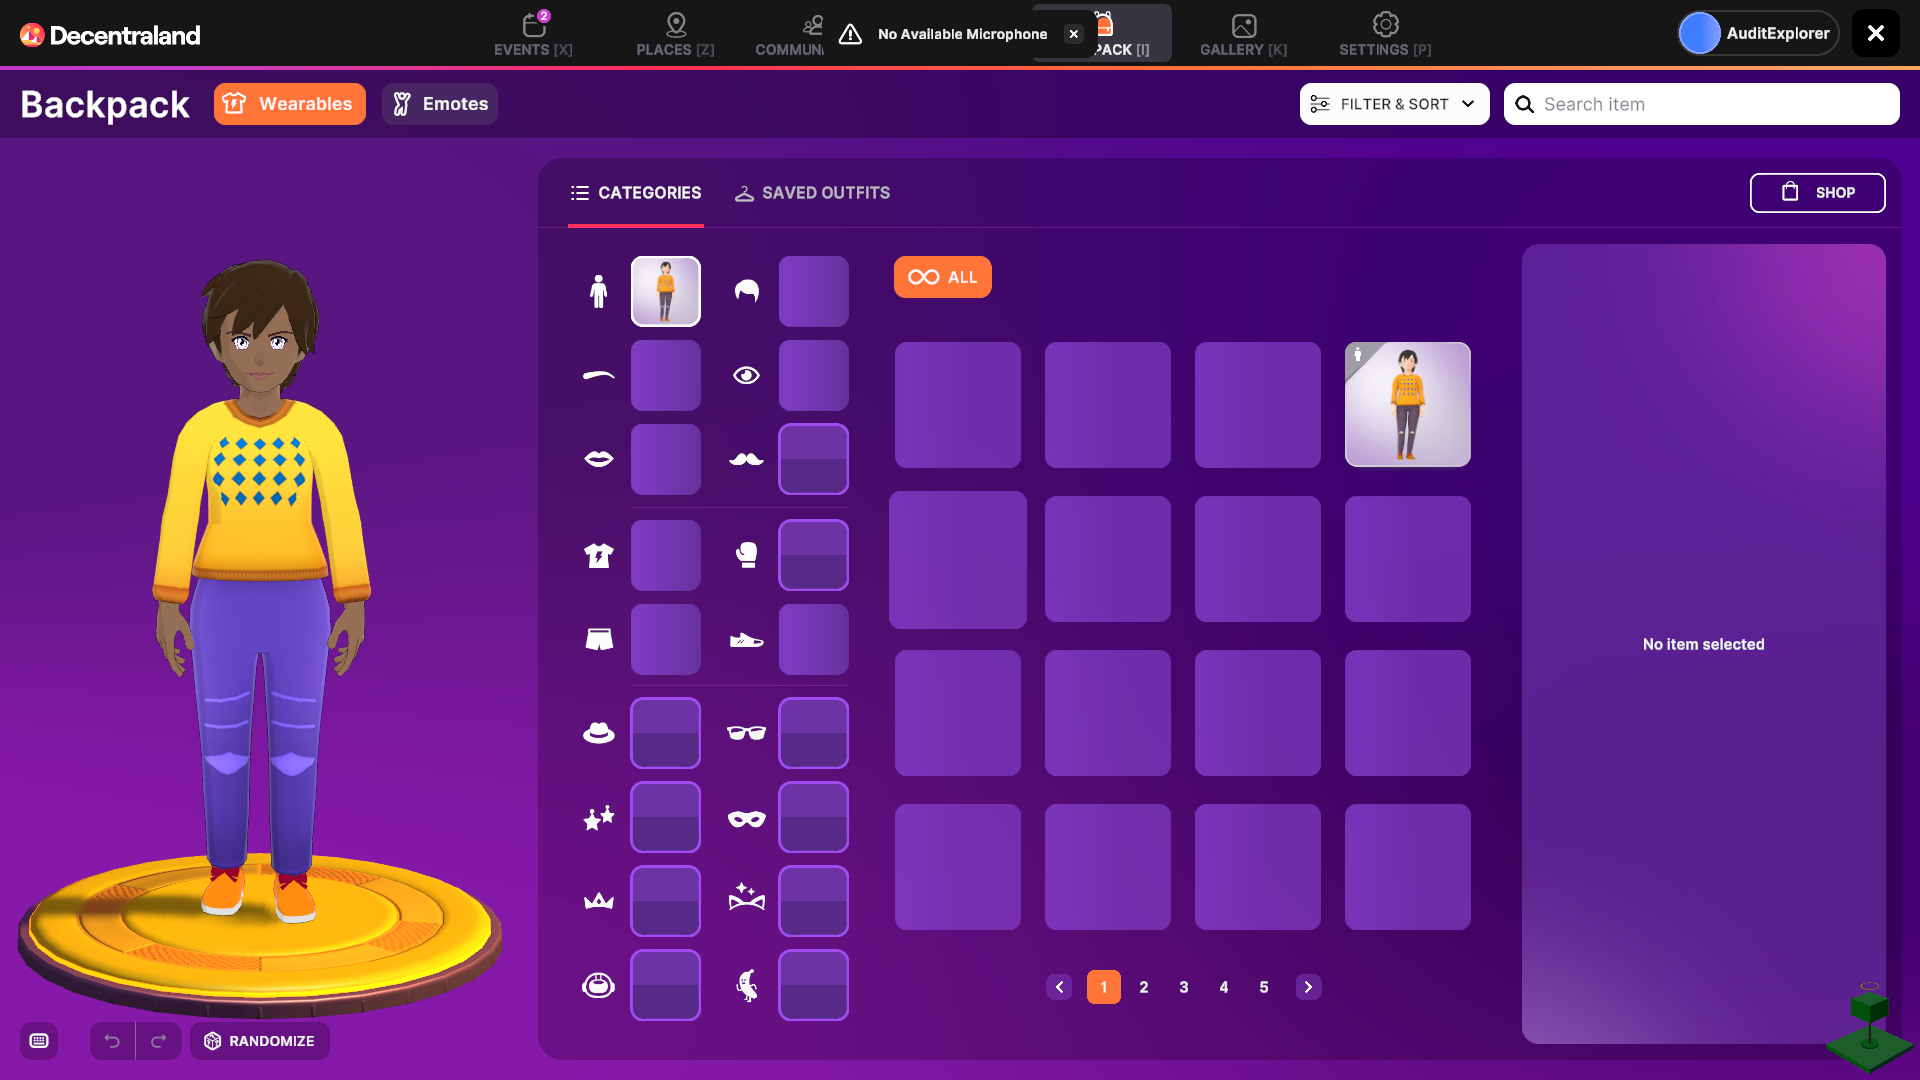 Decentraland
EVENTS [X]
2
PLACES [Z]
COMMUN
No Available Microphone
PACK [I]
GALLERY [K]
SETTINGS [P]
AuditExplorer
Backpack
Wearables
Emotes
FILTER & SORT
Search item
CATEGORIES
SAVED OUTFITS
SHOP
ALL
No item selected
1 2 3 4 5
RANDOMIZE